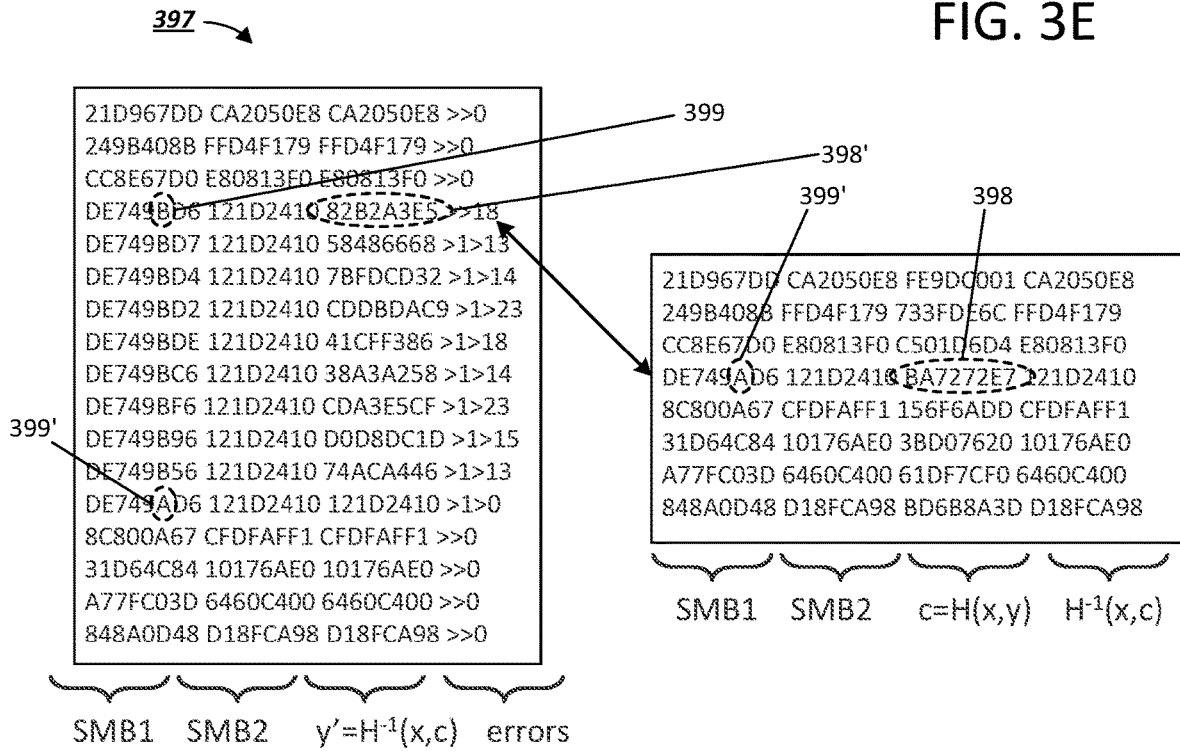 397
FIG. 3E
21D967DD CA2050E8 CA2050E8 >>0
249B408B FFD4F179 FFD4F179 >>0
CC8E67D0 E80813F0 E80813F0 >>0
DE749BD6 121D2410 82B2A3E5 >>18
DE749BD7 121D2410 58486668 >1>13
DE749BD4 121D2410 7BFDCD32 >1>14
DE749BD2 121D2410 CDDBDAC9 >1>23
DE749BDE 121D2410 41CFF386 >1>18
DE749BC6 121D2410 38A3A258 >1>14
DE749BF6 121D2410 CDA3E5CF >1>23
DE749B96 121D2410 D0D8DC1D >1>15
DE749B56 121D2410 74ACA446 >1>13
DE749AD6 121D2410 121D2410 >1>0
8C800A67 CFDFAFF1 CFDFAFF1 >>0
31D64C84 10176AE0 10176AE0 >>0
A77FC03D 6460C400 6460C400 >>0
848A0D48 D18FCA98 D18FCA98 >>0
399'
SMB1 SMB2 y'=H-1(x,c) errors
399
398'
399'
398
21D967DD CA2050E8 FE9DC001 CA2050E8
249B408B FFD4F179 733FDE6C FFD4F179
CC8E67D0 E80813F0 C501D6D4 E80813F0
DE749AD6 121D2410 BA7272E7 121D2410
8C800A67 CFDFAFF1 156F6ADD CFDFAFF1
31D64C84 10176AE0 3BD07620 10176AE0
A77FC03D 6460C400 61DF7CF0 6460C400
848A0D48 D18FCA98 BD6B8A3D D18FCA98
SMB1 SMB2 c=H(x,y) H-1(x,c)